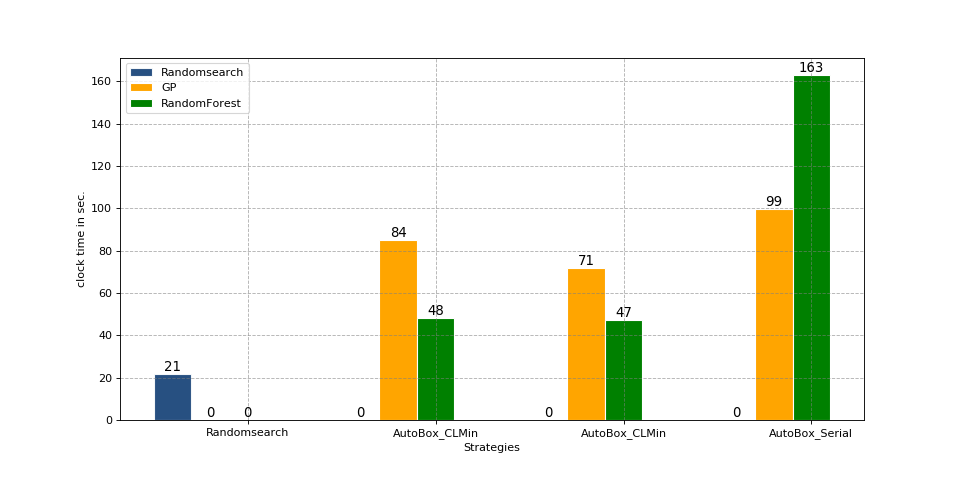 Randomsearch
GP
RandomForest
clock time in sec.
160
140
120
100
80
60
40
20
0
21
0
0
0
84
48
0
71
47
0
99
163
Randomsearch
AutoBox_CLMin
AutoBox_CLMin
AutoBox_Serial
Strategies